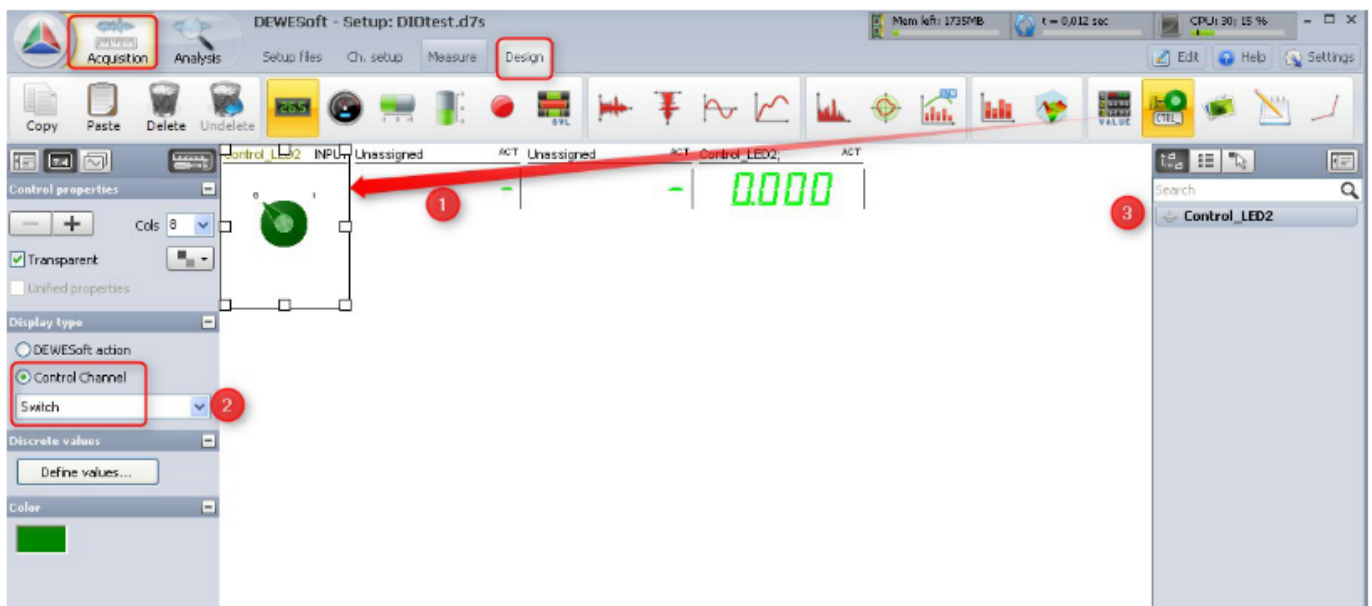 DEWESoft - Setup: DIOtest.d7s
Mem left: 1735MB
t = 0,012 sec
CPU: 30; 15 %
Acquisition
Analysis
Setup files
Ch. setup
Measure
Design
Edit
Help
Settings
Copy
Paste
Delete
Undelete
265
OVL
VALUE
CTRL_
Control_LED2 INPUT
Unassigned ACT
Unassigned ACT
Control_LED2; ACT
Control properties
Cols 8
Transparent
Unified properties
0 1
-
-
0.000
1
Search
3
Control_LED2
Display type
DEWESoft action
Control Channel
Switch
2
Discrete values
Define values...
Color